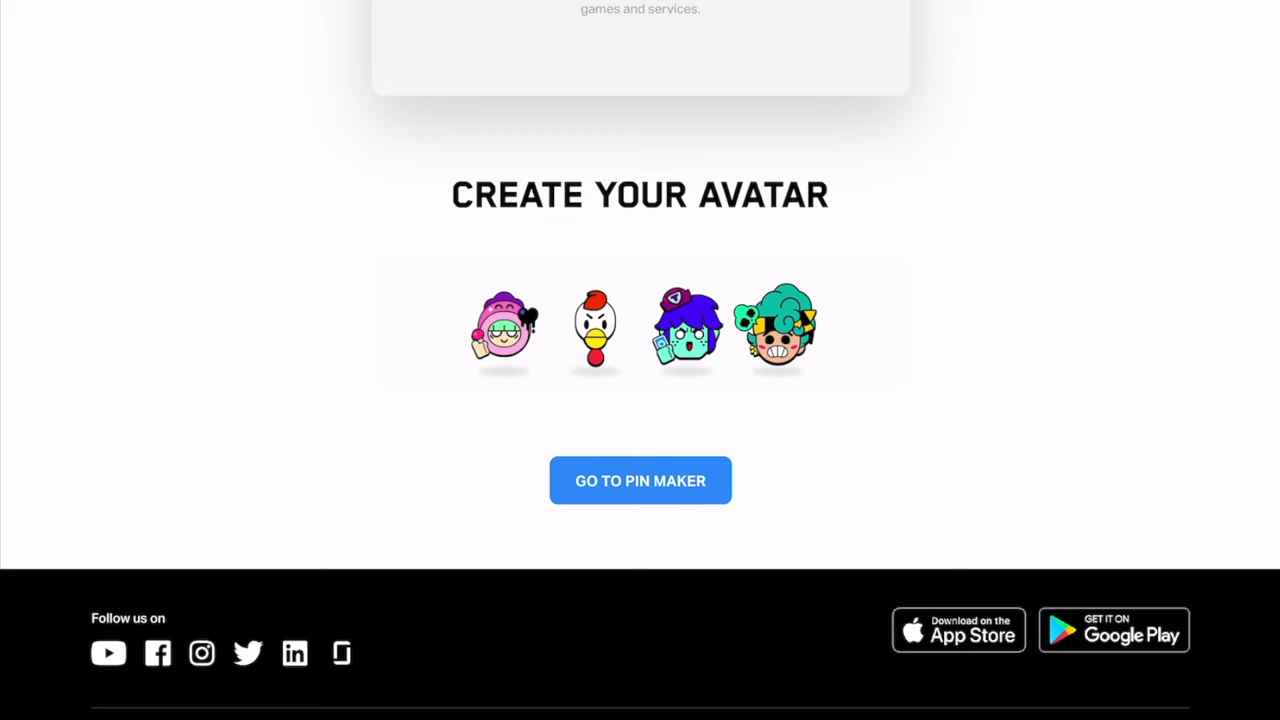 games and services.
CREATE YOUR AVATAR
GO TO PIN MAKER
Follow us on
Download on the
App Store
GET IT ON
Google Play